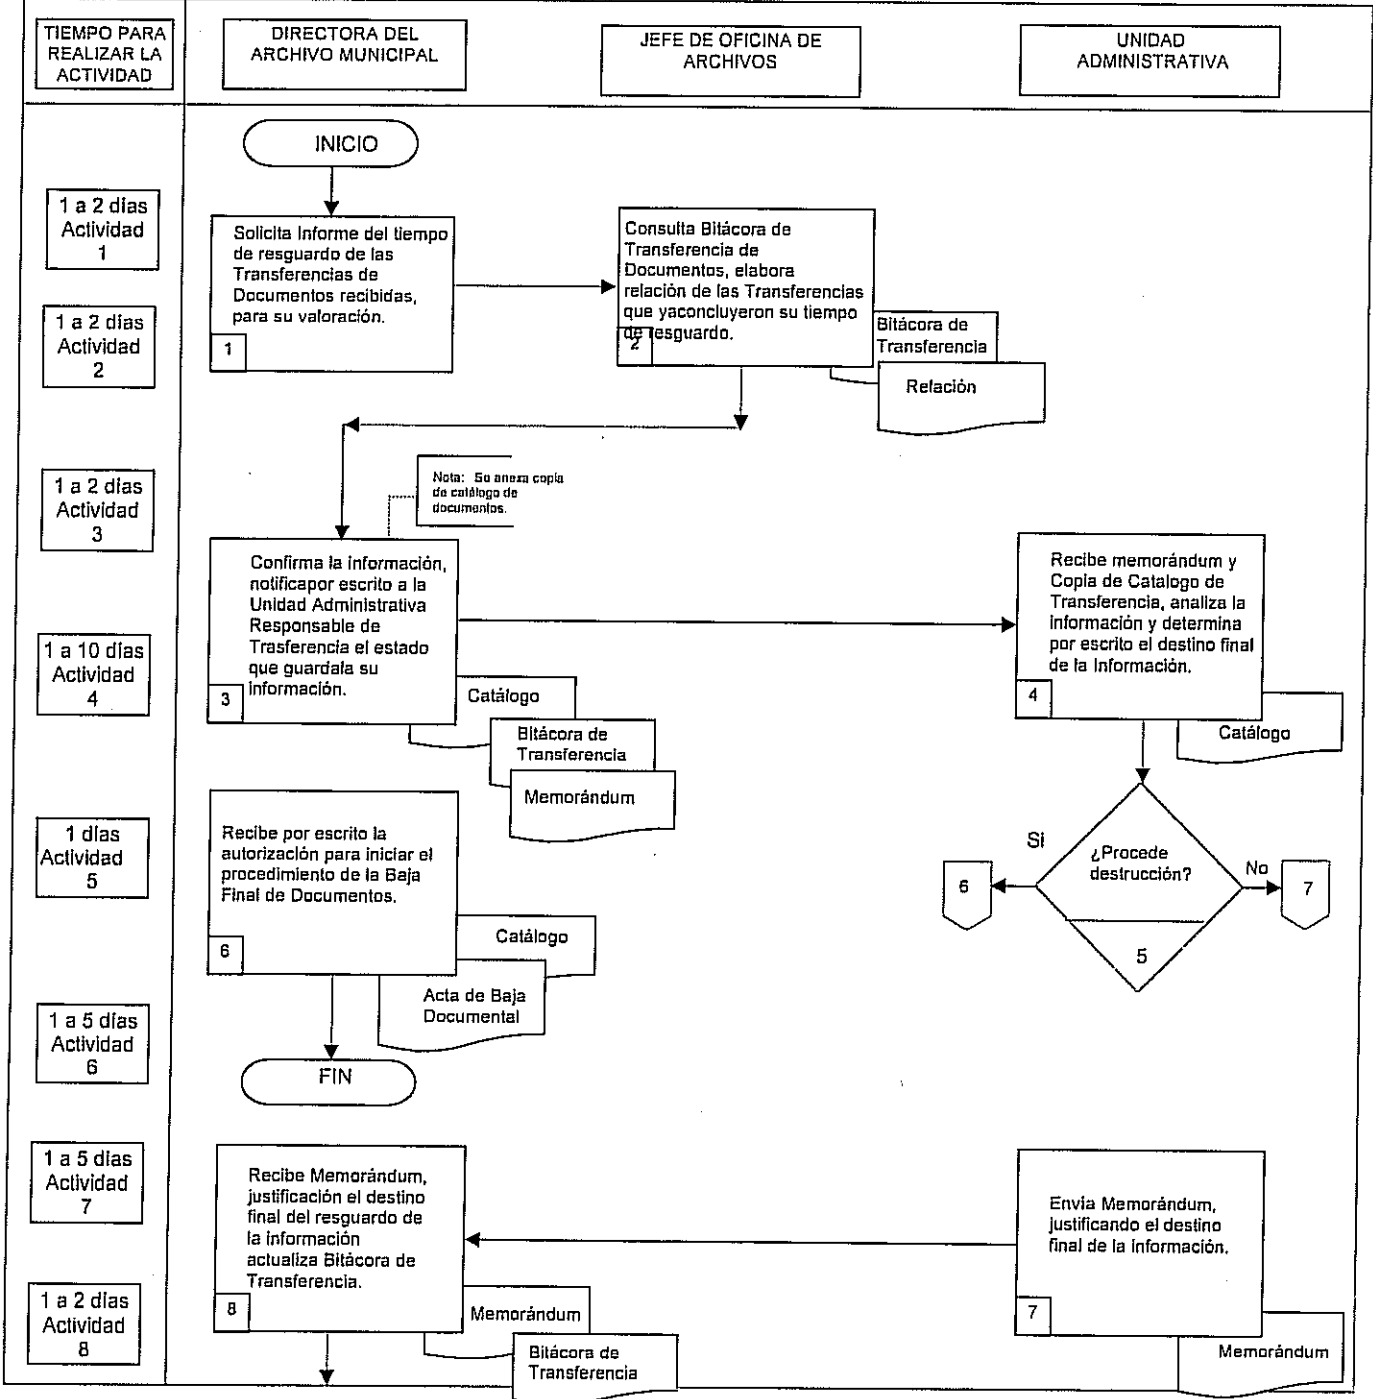 TIEMPO PARA
REALIZAR LA
ACTIVIDAD
DIRECTORA DEL
ARCHIVO MUNICIPAL
JEFE DE OFICINA DE
ARCHIVOS
UNIDAD
ADMINISTRATIVA
INICIO
1 a 2 días
Actividad
1
Solicita Informe del tiempo
de resguardo de las
Transferencias de
Documentos recibidas,
para su valoración.
1
Consulta Bitácora de
Transferencia de
Documentos, elabora
relación de las Transferencias
que yaconcluyeron su tiempo
de resguardo.
2
Bitácora de
Transferencia
Relación
1 a 2 días
Actividad
2
Nota: Se anexa copia
de catálogo de
documentos.
1 a 2 días
Actividad
3
Confirma la información,
notificapor escrito a la
Unidad Administrativa
Responsable de
Trasferencia el estado
que guardala su
información.
3
Catálogo
Bitácora de
Transferencia
Memorándum
Recibe memorándum y
Copia de Catalogo de
Transferencia, analiza la
información y determina
por escrito el destino final
de la Información.
4
Catálogo
1 a 10 días
Actividad
4
1 días
Actividad
5
Recibe por escrito la
autorización para iniciar el
procedimiento de la Baja
Final de Documentos.
6
Catálogo
Acta de Baja
Documental
Si
¿Procede
destrucción?
No
6
7
5
1 a 5 días
Actividad
6
FIN
1 a 5 días
Actividad
7
Recibe Memorándum,
justificación el destino
final del resguardo de
la información
actualiza Bitácora de
Transferencia.
8
Memorándum
Bitácora de
Transferencia
Envía Memorándum,
justificando el destino
final de la información.
7
Memorándum
1 a 2 días
Actividad
8